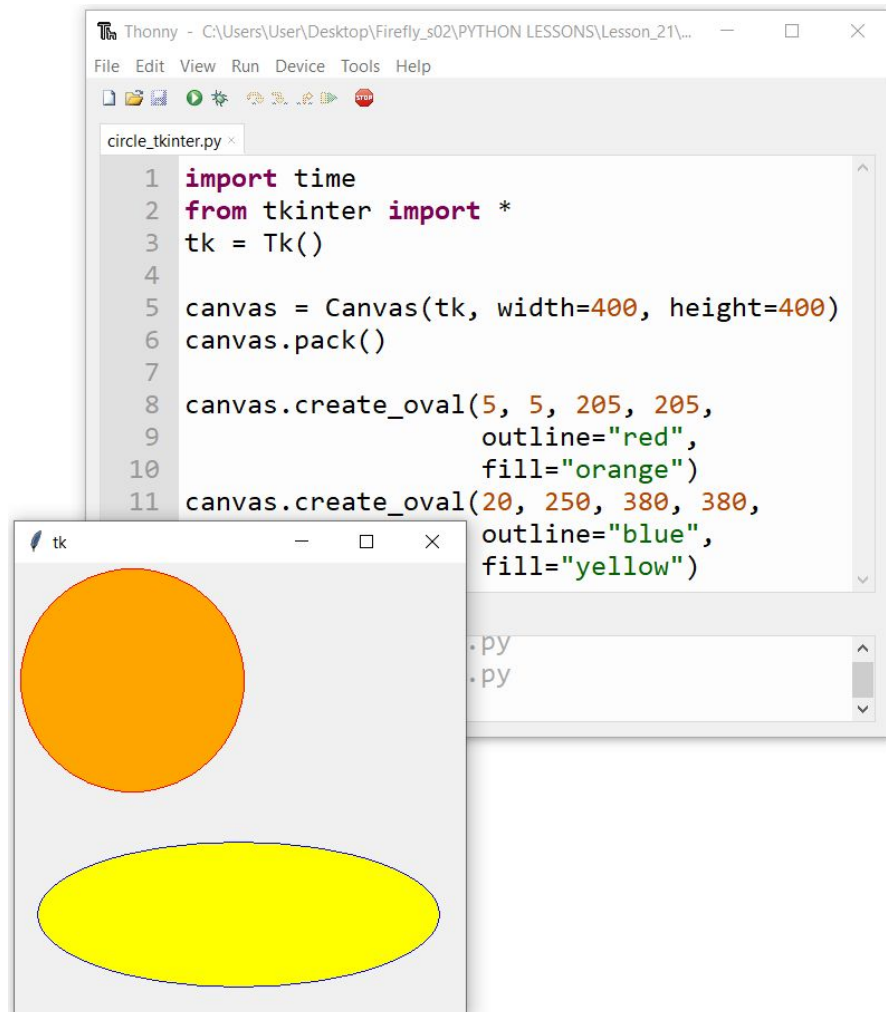 Thonny - C:\Users\User\Desktop\Firefly_s02\PYTHON LESSONS\Lesson_21\...
File Edit View Run Device Tools Help
STOP
circle_tkinter.py ×
1 import time
2 from tkinter import *
3 tk = Tk()
4
5 canvas = Canvas(tk, width=400, height=400)
6 canvas.pack()
7
8 canvas.create_oval(5, 5, 205, 205,
9 outline="red",
10 fill="orange")
11 canvas.create_oval(20, 250, 380, 380,
outline="blue",
fill="yellow")
tk
.py
.py